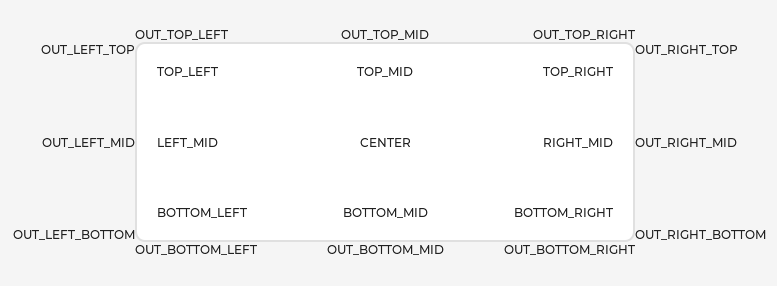 OUT_TOP_LEFT OUT_TOP_MID OUT_TOP_RIGHT
OUT_LEFT_TOP OUT_RIGHT_TOP
TOP_LEFT TOP_MID TOP_RIGHT
OUT_LEFT_MID LEFT_MID CENTER RIGHT_MID OUT_RIGHT_MID
BOTTOM_LEFT BOTTOM_MID BOTTOM_RIGHT
OUT_LEFT_BOTTOM OUT_RIGHT_BOTTOM
OUT_BOTTOM_LEFT OUT_BOTTOM_MID OUT_BOTTOM_RIGHT